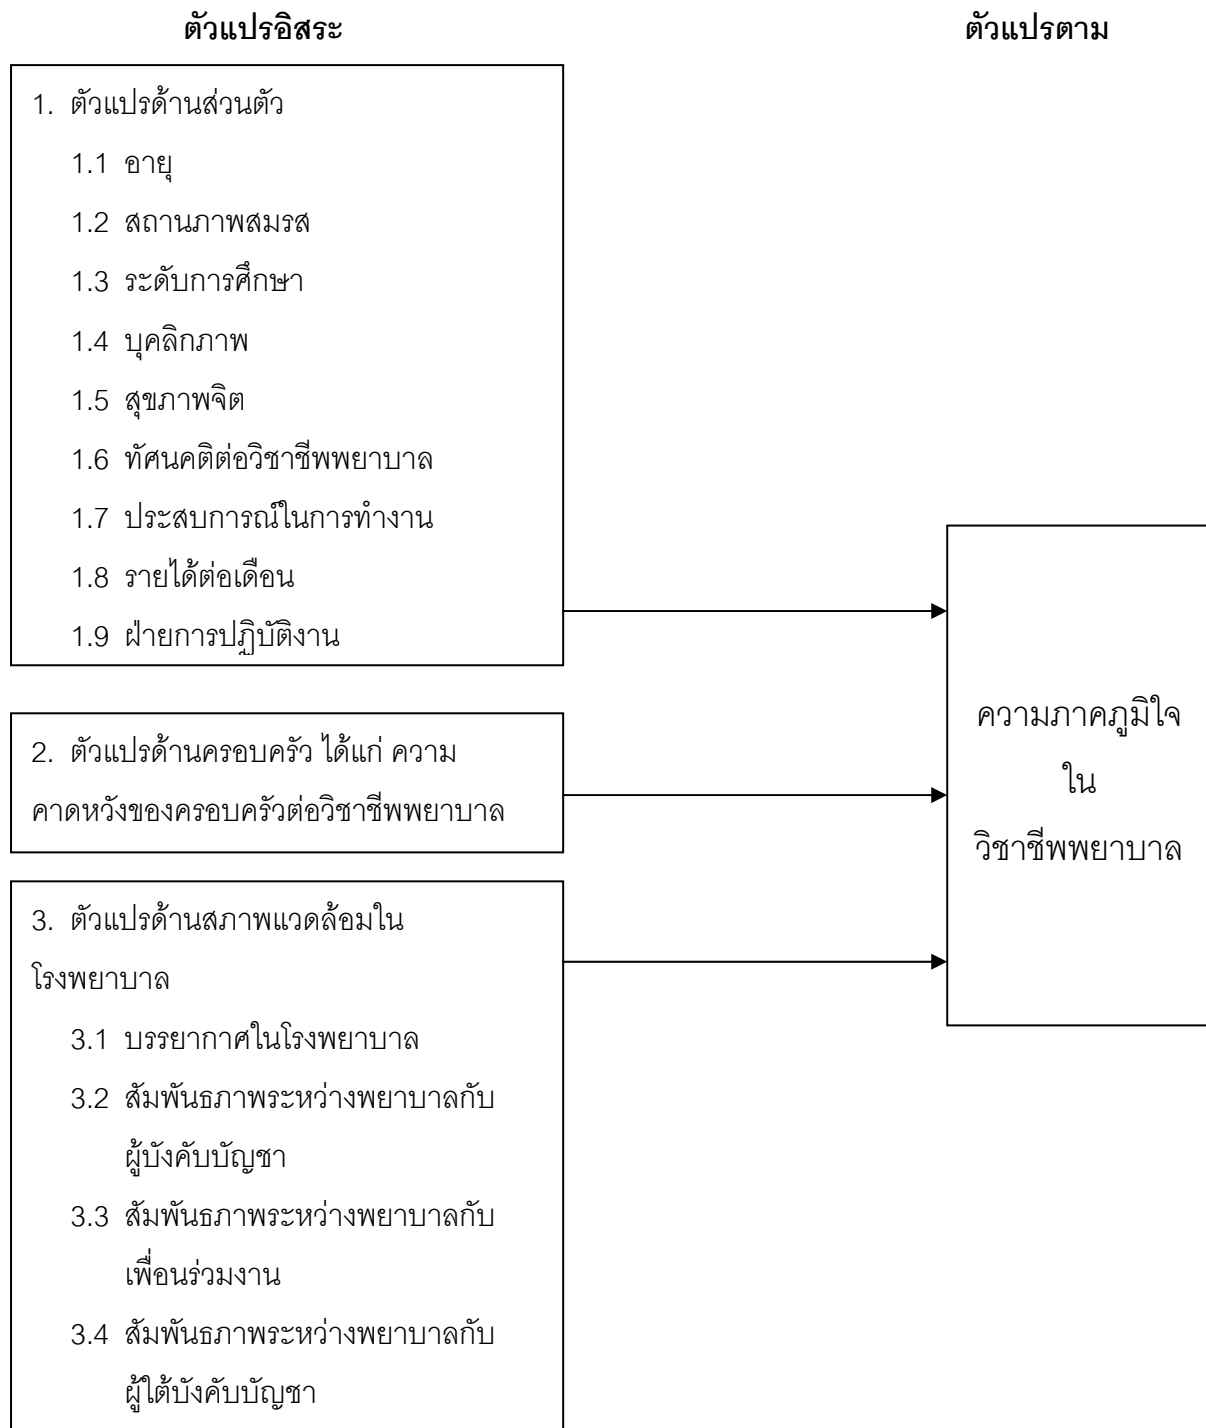 ตัวแปรอิสระ
ตัวแปรตาม
1. ตัวแปรด้านส่วนตัว
1.1 อายุ
1.2 สถานภาพสมรส
1.3 ระดับการศึกษา
1.4 บุคลิกภาพ
1.5 สุขภาพจิต
1.6 ทัศนคติต่อวิชาชีพพยาบาล
1.7 ประสบการณ์ในการทำงาน
1.8 รายได้ต่อเดือน
1.9 ฝ่ายการปฏิบัติงาน
2. ตัวแปรด้านครอบครัว ได้แก่ ความ
คาดหวังของครอบครัวต่อวิชาชีพพยาบาล
3. ตัวแปรด้านสภาพแวดล้อมใน
โรงพยาบาล
3.1 บรรยากาศในโรงพยาบาล
3.2 สัมพันธภาพระหว่างพยาบาลกับ
ผู้บังคับบัญชา
3.3 สัมพันธภาพระหว่างพยาบาลกับ
เพื่อนร่วมงาน
3.4 สัมพันธภาพระหว่างพยาบาลกับ
ผู้ใต้บังคับบัญชา
ความภาคภูมิใจ
ใน
วิชาชีพพยาบาล